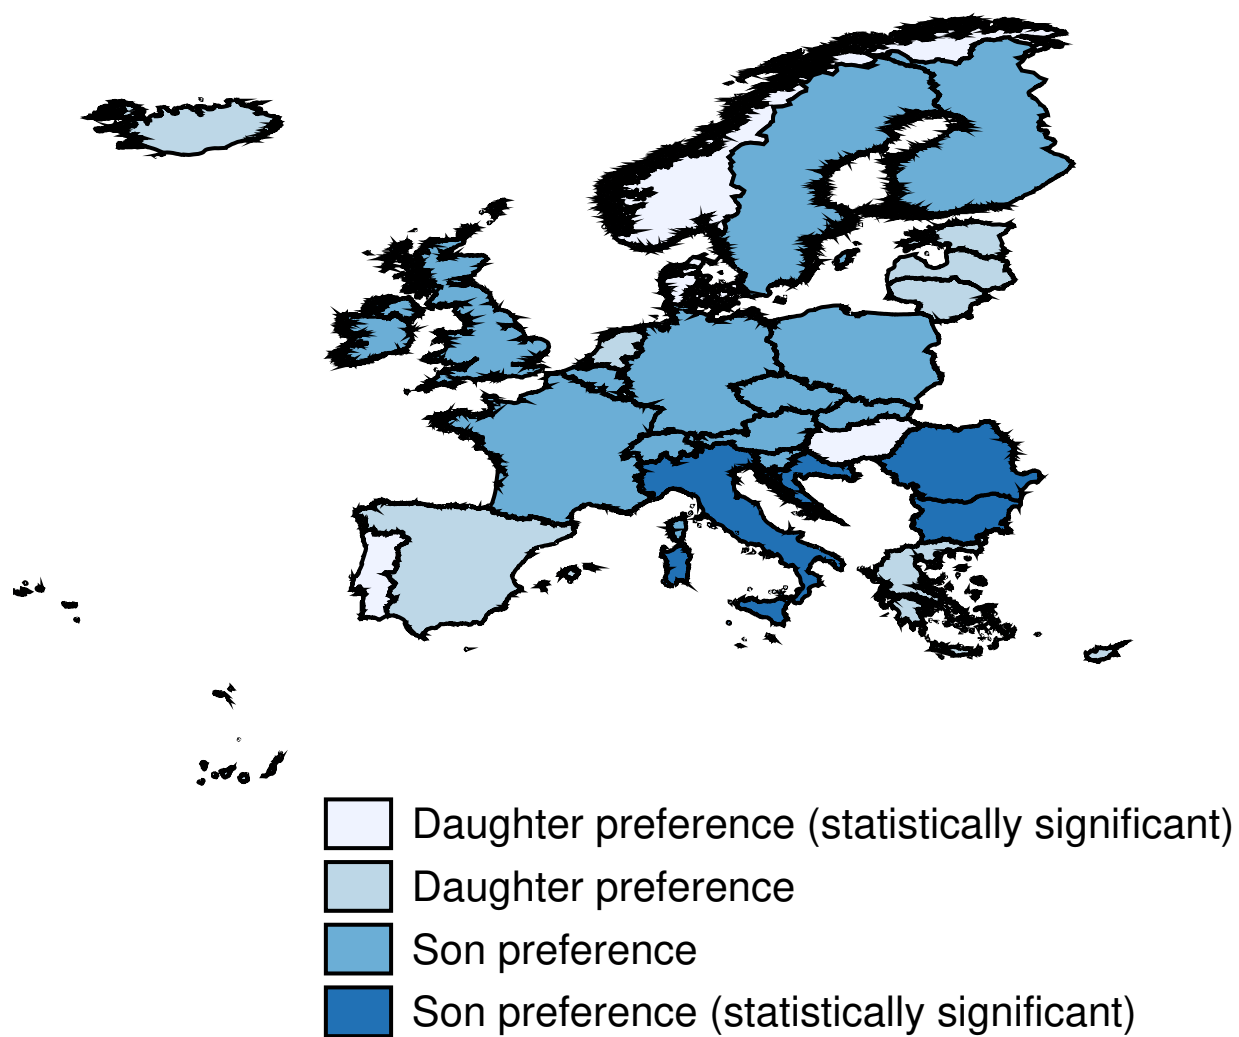 Daughter preference (statistically significant)
Daughter preference
Son preference
Son preference (statistically significant)